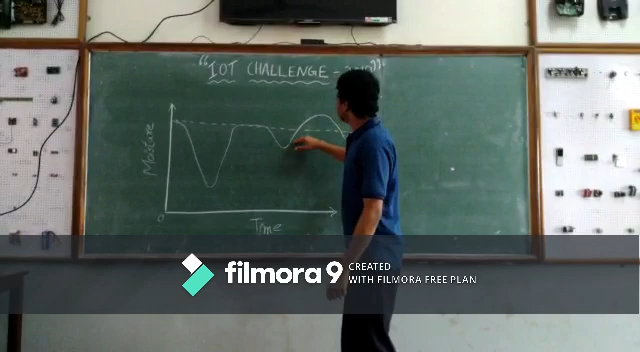 "IOT CHALLENGE -
Moisture
0
Time
filmora 9
CREATED
WITH FILMORA FREE PLAN